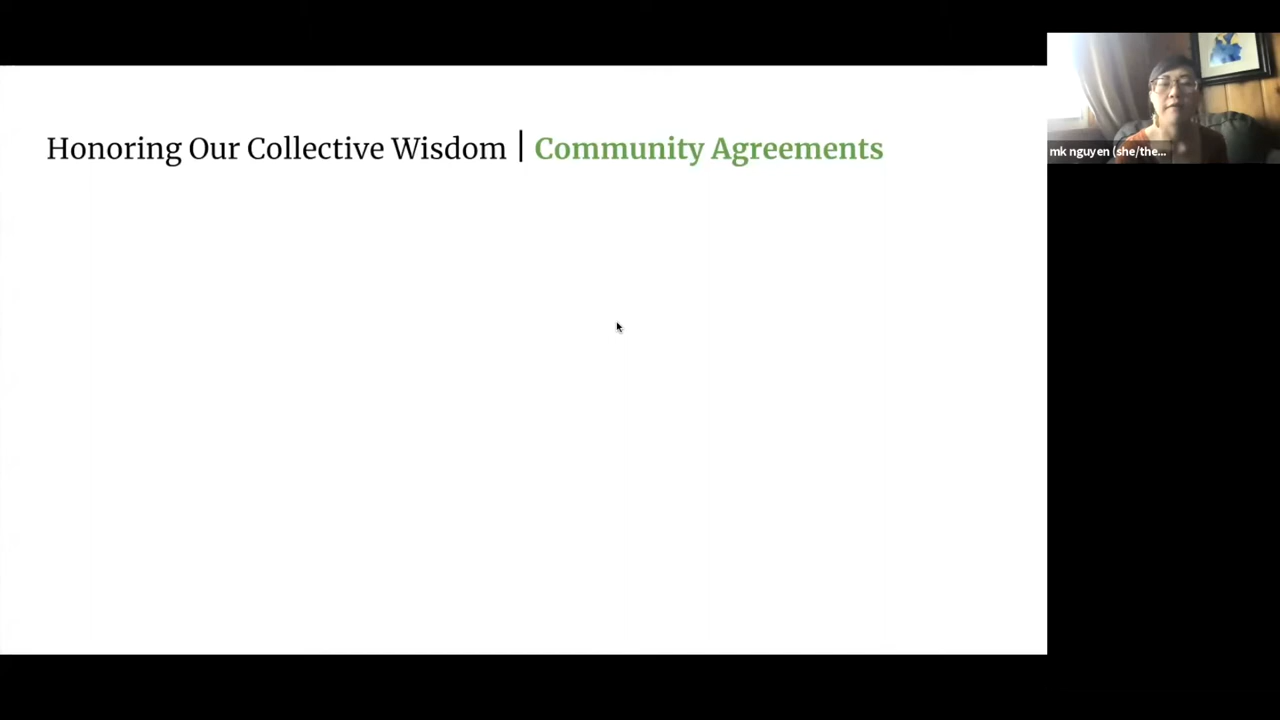 Honoring Our Collective Wisdom | Community Agreements
mk nguyen (she/the...